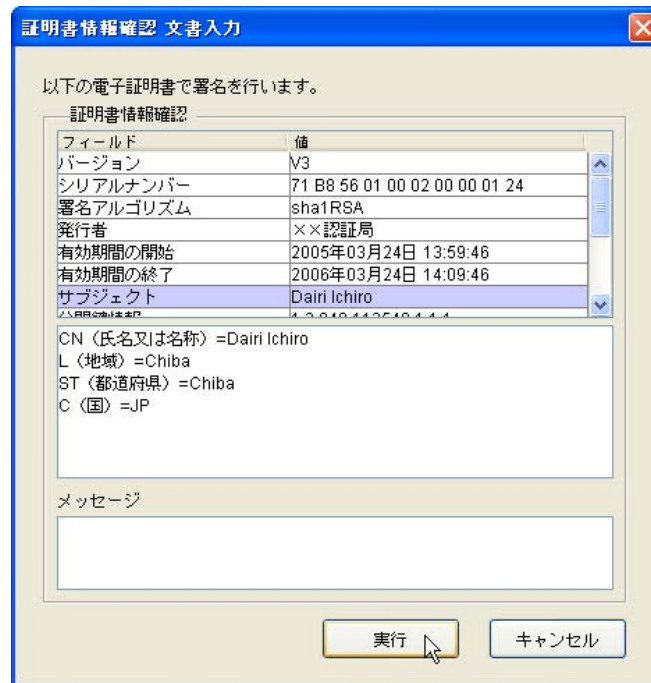 証明書情報確認 文書入力
以下の電子証明書で署名を行います。
証明書情報確認
フィールド 値
バージョン V3
シリアルナンバー 71 B8 56 01 00 02 00 00 01 24
署名アルゴリズム sha1RSA
発行者 ××認証局
有効期間の開始 2005年03月24日 13:59:46
有効期間の終了 2006年03月24日 14:09:46
サブジェクト Dairi Ichiro
CN（氏名又は名称）=Dairi Ichiro
L（地域）=Chiba
ST（都道府県）=Chiba
C（国）=JP
メッセージ
実行 キャンセル